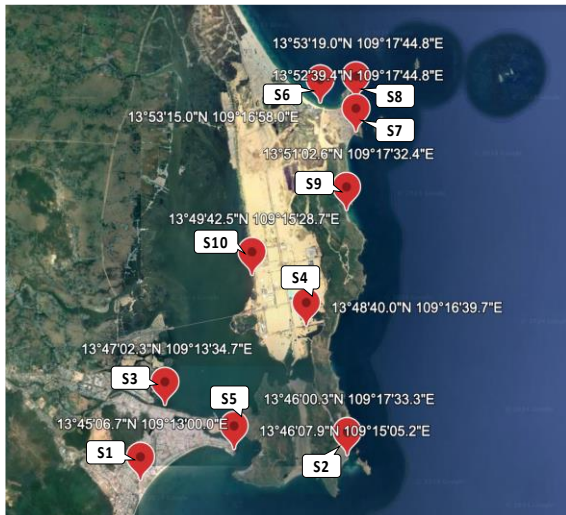 13°53'19.0"N 109°17'44.8"E
13°52'39.4"N 109°17'44.8"E
S6
S8
13°53'15.0"N 109°16'58.0"E
S7
13°51'02.6"N 109°17'32.4"E
S9
13°49'42.5"N 109°15'28.7"E
S10
S4
13°48'40.0"N 109°16'39.7"E
13°47'02.3"N 109°13'34.7"E
S3
13°46'00.3"N 109°17'33.3"E
S5
13°45'06.7"N 109°13'00.0"E
13°46'07.9"N 109°15'05.2"E
S1
S2